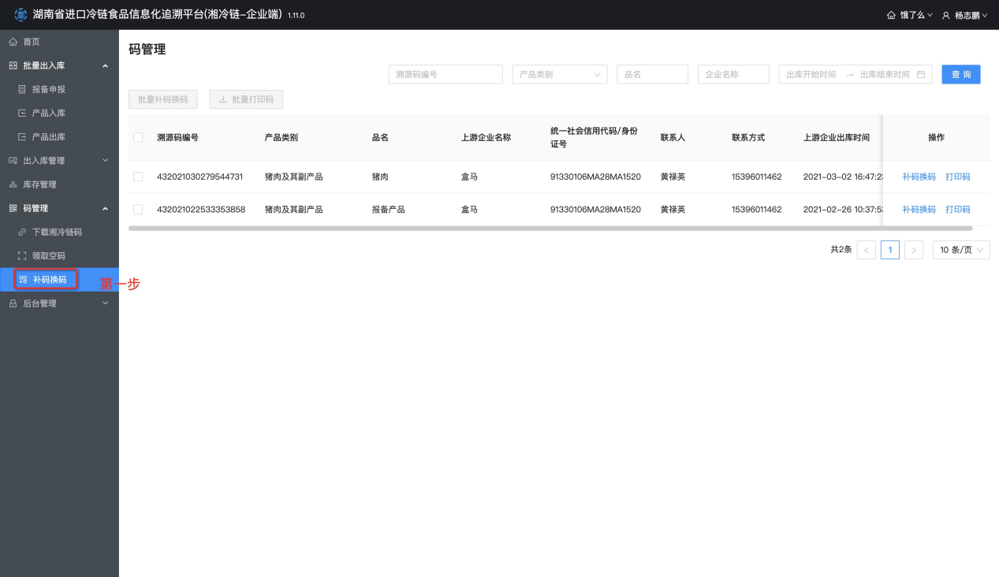 湖南省进口冷链食品信息化追溯平台(湘冷链-企业端) 1.11.0
饿了么
杨志鹏
首页
批量出入库
报备申报
产品入库
产品出库
出入库管理
库存管理
码管理
下载湘冷链码
领取空码
补码换码
第一步
后台管理
码管理
溯源码编号 产品类别 品名 企业名称 出库开始时间 → 出库结束时间 查 询
批量补码换码 批量打印码
溯源码编号 产品类别 品名 上游企业名称 统一社会信用代码/身份证号 联系人 联系方式 上游企业出库时间 操作
432021030279544731 猪肉及其副产品 猪肉 盒马 91330106MA28MA1520 黄禄英 15396011462 2021-03-02 16:47:2 补码换码 打印码
432021022533353858 猪肉及其副产品 报备产品 盒马 91330106MA28MA1520 黄禄英 15396011462 2021-02-26 10:37:5 补码换码 打印码
共2条 < 1 > 10 条/页